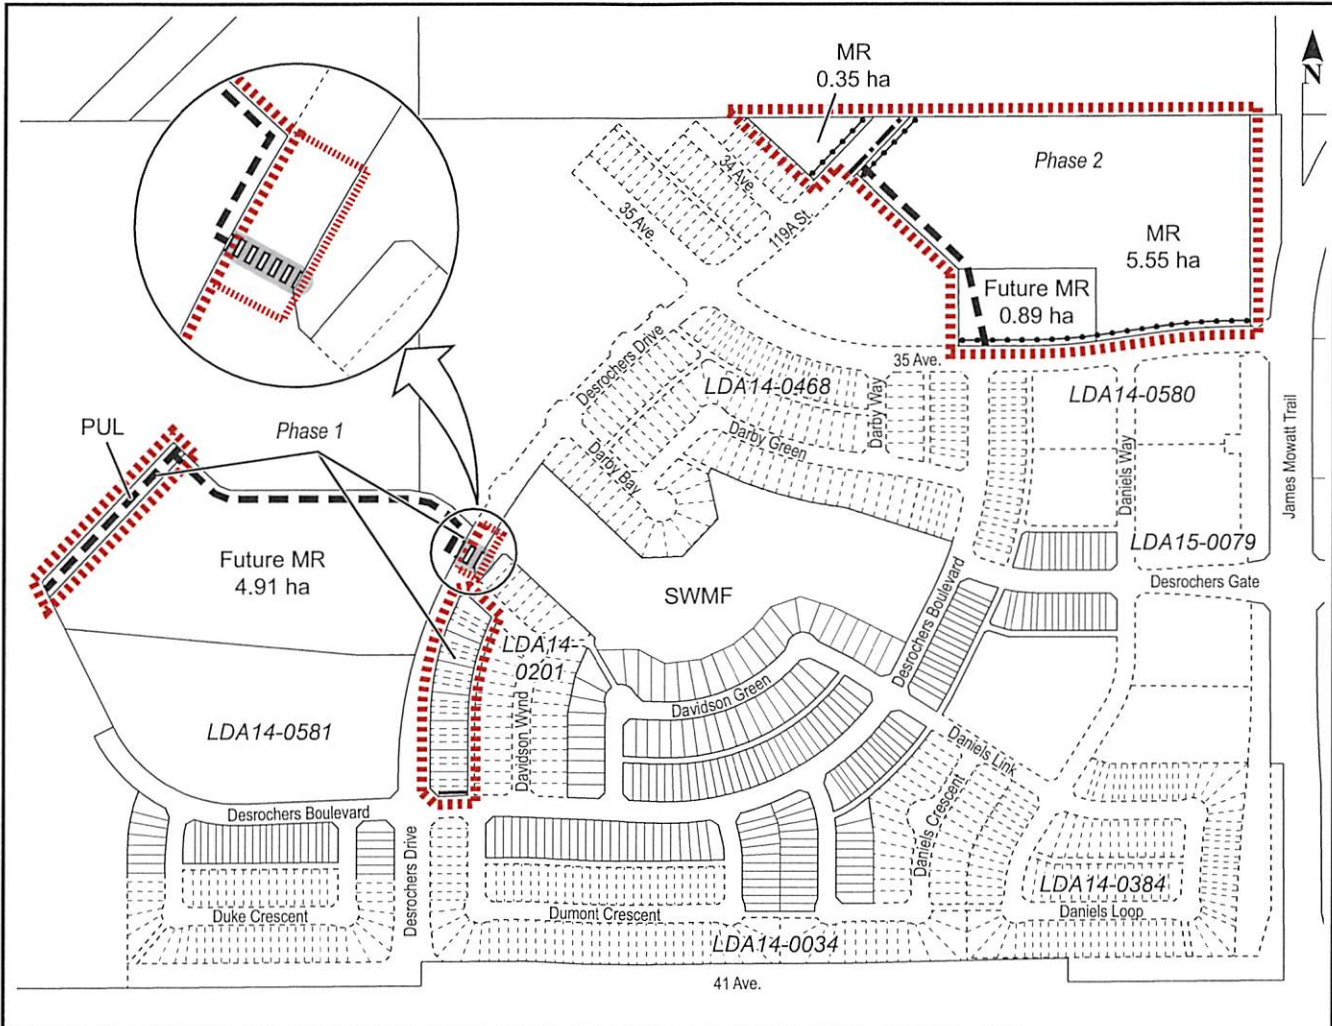 MR
0.35 ha
N
Phase 2
34 Ave.
35 Ave.
119A St.
MR
5.55 ha
Future MR
0.89 ha
Desrochers Drive
35 Ave.
LDA14-0468
Darby Way
LDA14-0580
PUL
Phase 1
Darby Green
Darby Bay
Daniels Way
James Mowatt Trail
Future MR
4.91 ha
LDA15-0079
Desrochers Gate
SWMF
Desrochers Boulevard
LDA14-
0201
Davidson Green
LDA14-0581
Davidson Wynd
Daniels Link
Desrochers Boulevard
Daniels Crescent
Desrochers Drive
LDA14-0384
Duke Crescent
Dumont Crescent
Daniels Loop
LDA14-0034
41 Ave.